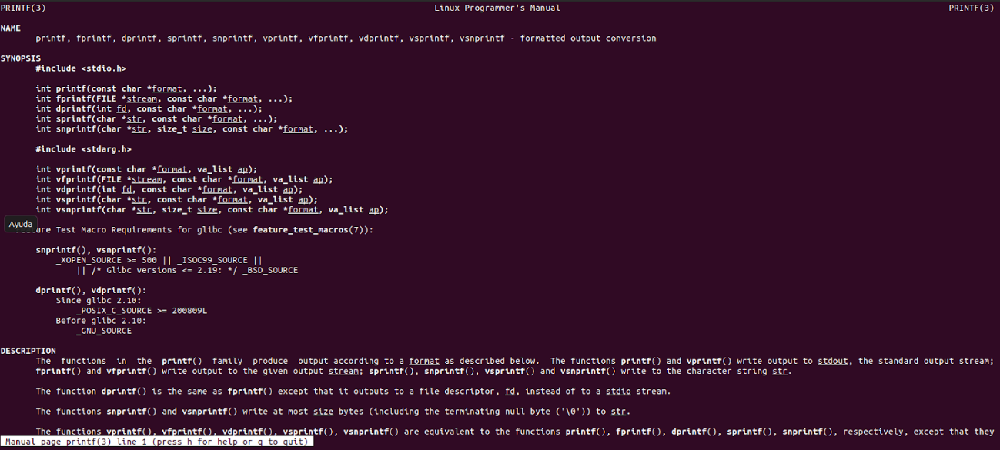 PRINTF(3) Linux Programmer's Manual PRINTF(3)
NAME
printf, fprintf, dprintf, sprintf, snprintf, vprintf, vfprintf, vdprintf, vsprintf, vsnprintf - formatted output conversion
SYNOPSIS
#include <stdio.h>
int printf(const char *format, ...);
int fprintf(FILE *stream, const char *format, ...);
int dprintf(int fd, const char *format, ...);
int sprintf(char *str, const char *format, ...);
int snprintf(char *str, size_t size, const char *format, ...);
#include <stdarg.h>
int vprintf(const char *format, va_list ap);
int vfprintf(FILE *stream, const char *format, va_list ap);
int vdprintf(int fd, const char *format, va_list ap);
int vsprintf(char *str, const char *format, va_list ap);
int vsnprintf(char *str, size_t size, const char *format, va_list ap);
Ayuda
Test Macro Requirements for glibc (see feature_test_macros(7)):
snprintf(), vsnprintf():
_XOPEN_SOURCE >= 500 || _ISOC99_SOURCE ||
|| /* Glibc versions <= 2.19: */ _BSD_SOURCE
dprintf(), vdprintf():
Since glibc 2.10:
_POSIX_C_SOURCE >= 200809L
Before glibc 2.10:
_GNU_SOURCE
DESCRIPTION
The functions in the printf() family produce output according to a format as described below. The functions printf() and vprintf() write output to stdout, the standard output stream;
fprintf() and vfprintf() write output to the given output stream; sprintf(), snprintf(), vsprintf() and vsnprintf() write to the character string str.
The function dprintf() is the same as fprintf() except that it outputs to a file descriptor, fd, instead of to a stdio stream.
The functions snprintf() and vsnprintf() write at most size bytes (including the terminating null byte ('\0')) to str.
The functions vprintf(), vfprintf(), vdprintf(), vsprintf(), vsnprintf() are equivalent to the functions printf(), fprintf(), dprintf(), sprintf(), snprintf(), respectively, except that they
Manual page printf(3) line 1 (press h for help or q to quit)